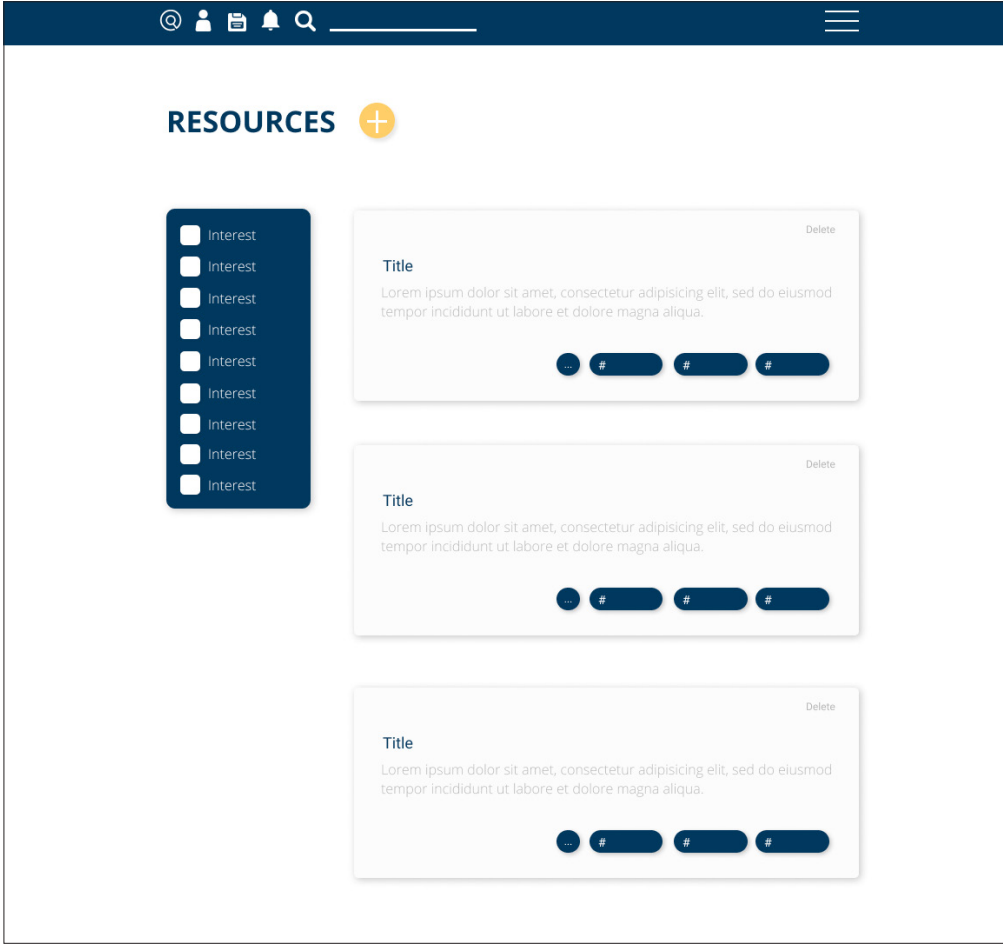 RESOURCES
Interest
Interest
Interest
Interest
Interest
Interest
Interest
Interest
Interest
Delete
Title
Lorem ipsum dolor sit amet, consectetur adipisicing elit, sed do eiusmod
tempor incididunt ut labore et dolore magna aliqua.
... # # #
Delete
Title
Lorem ipsum dolor sit amet, consectetur adipisicing elit, sed do eiusmod
tempor incididunt ut labore et dolore magna aliqua.
... # # #
Delete
Title
Lorem ipsum dolor sit amet, consectetur adipisicing elit, sed do eiusmod
tempor incididunt ut labore et dolore magna aliqua.
... # # #